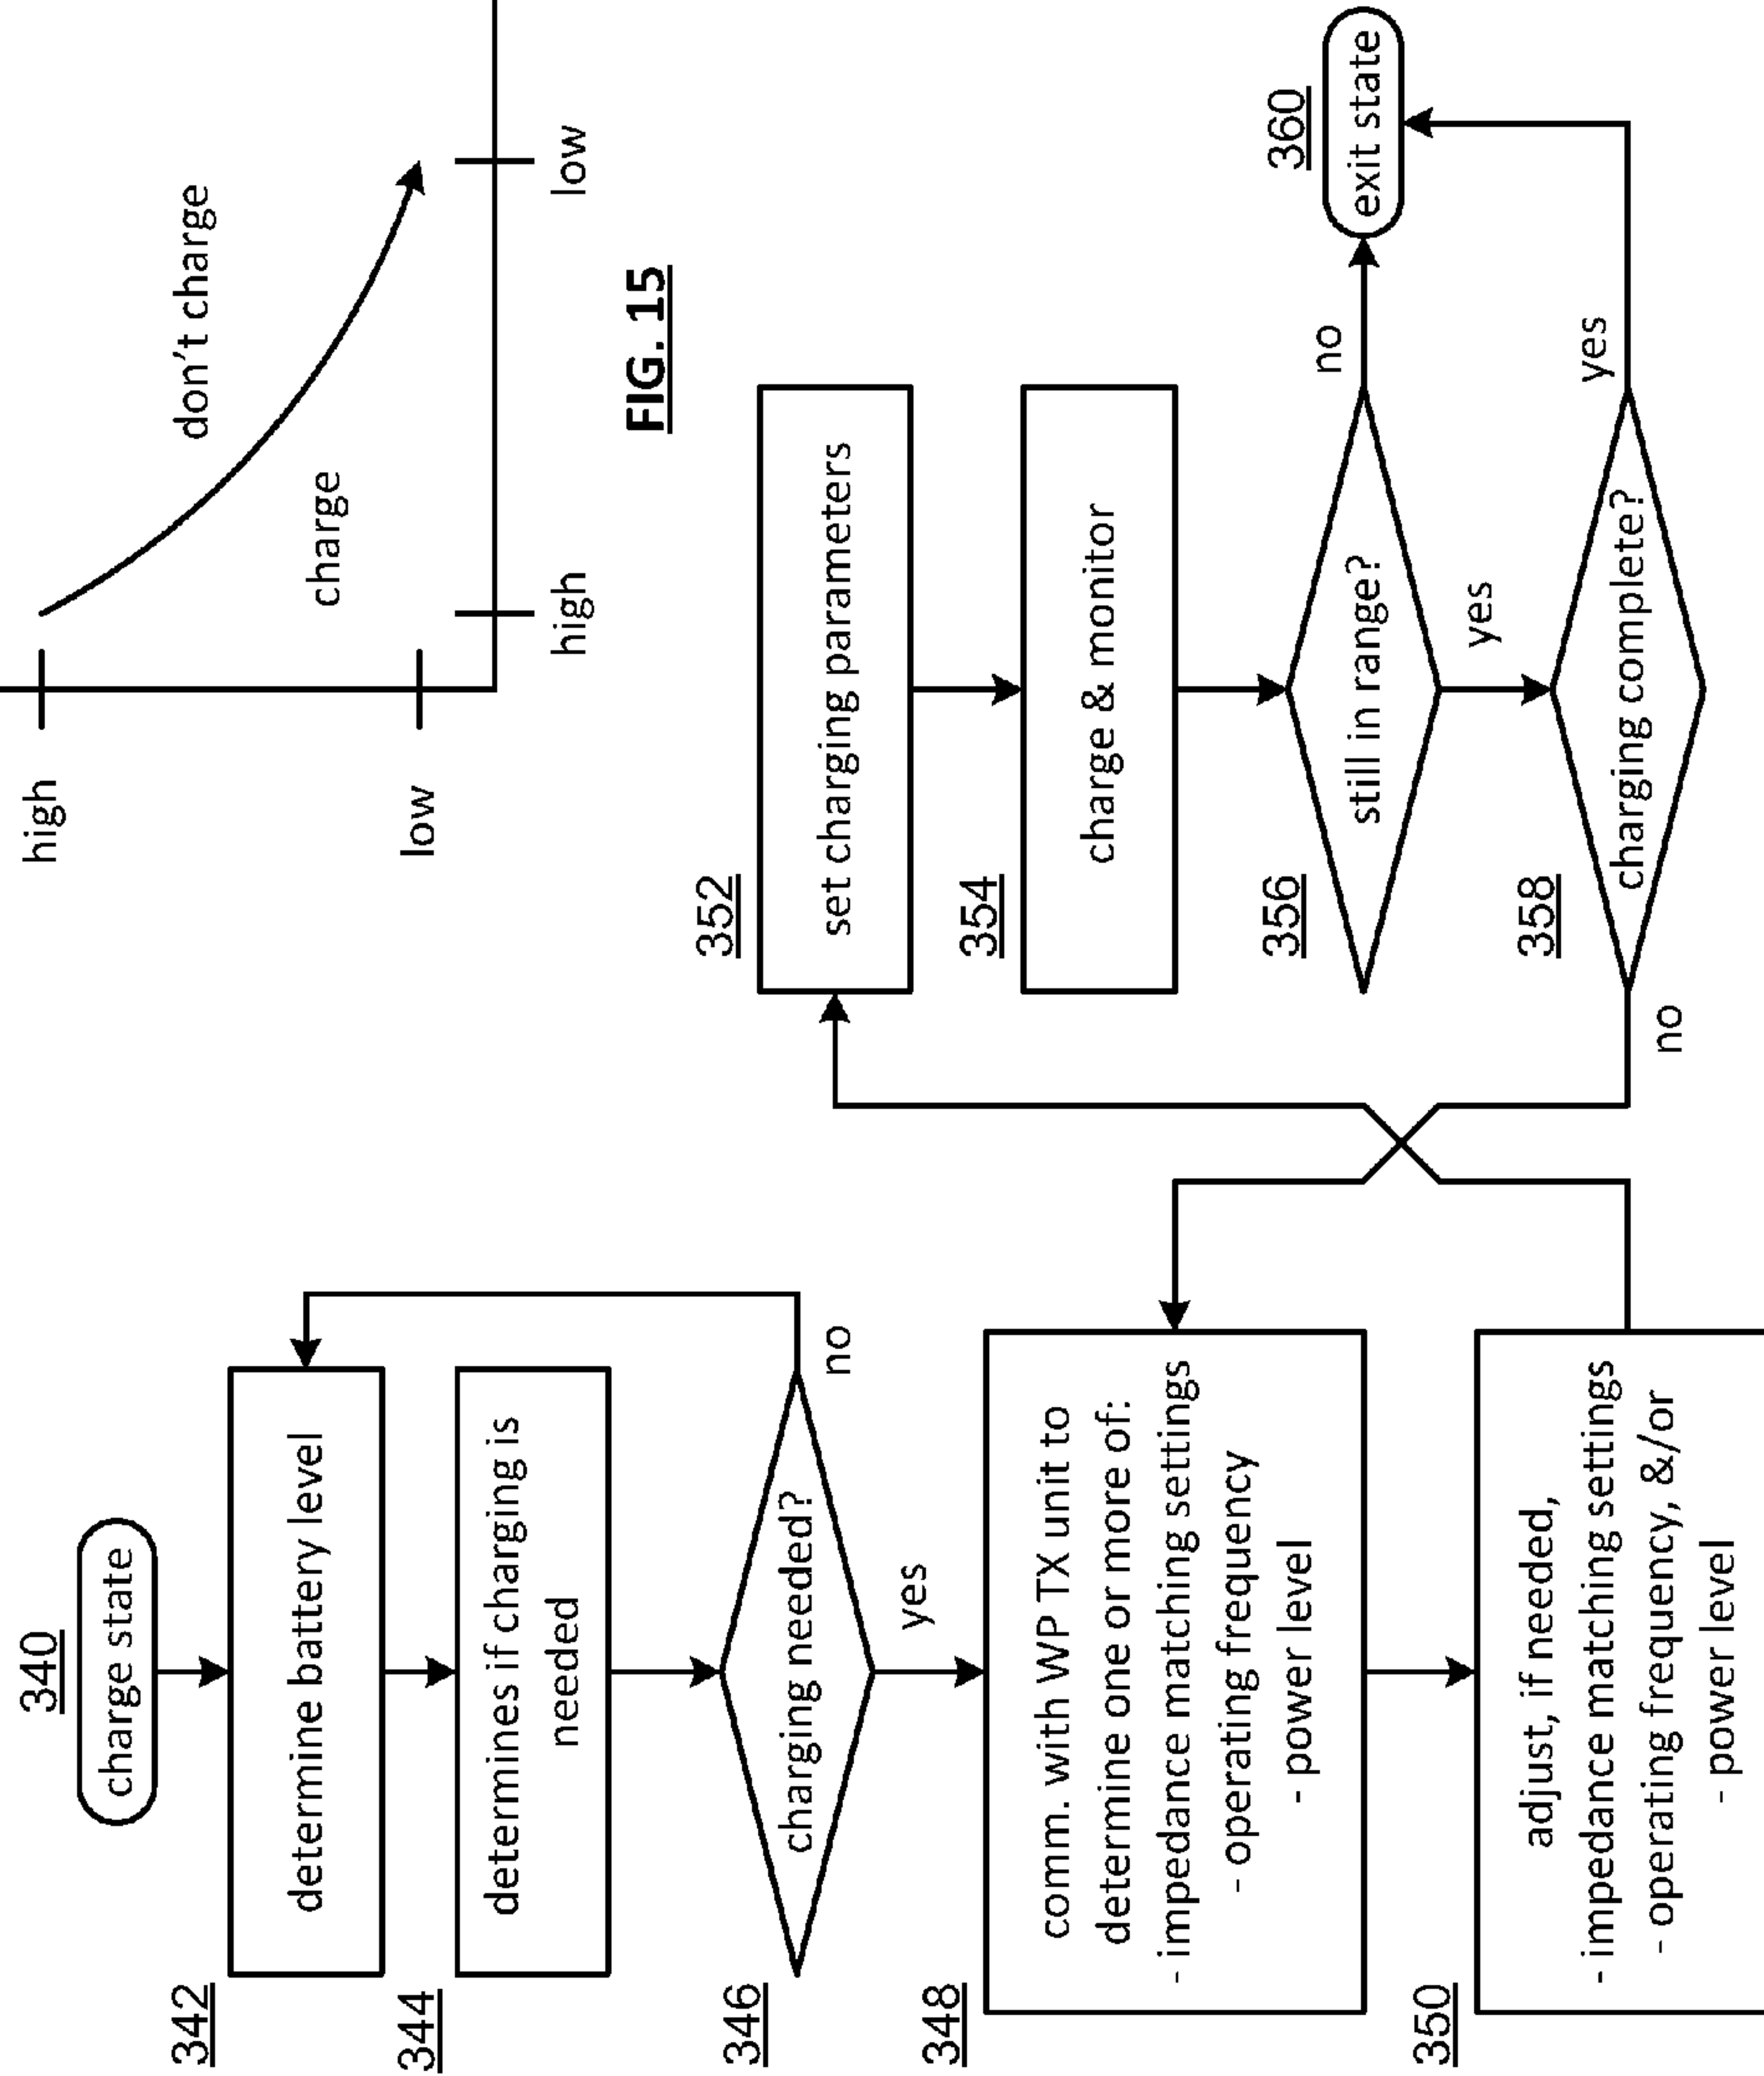 340
charge state
342
determine battery level
344
determines if charging is
needed
346
charging needed?
no
yes
348
comm. with WP TX unit to
determine one or more of:
- impedance matching settings
- operating frequency
- power level
350
adjust, if needed,
- impedance matching settings
- operating frequency, &/or
- power level
high
low
don't charge
charge
high
low
FIG. 15
352
set charging parameters
354
charge & monitor
356
still in range?
no
yes
358
charging complete?
no
yes
360
exit state